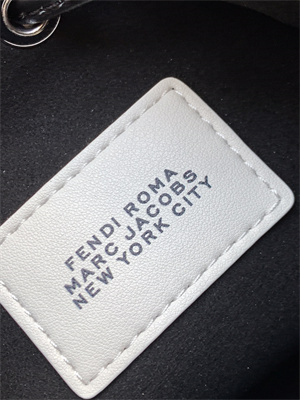 FENDI ROMA
MARC JACOBS
NEW YORK CITY